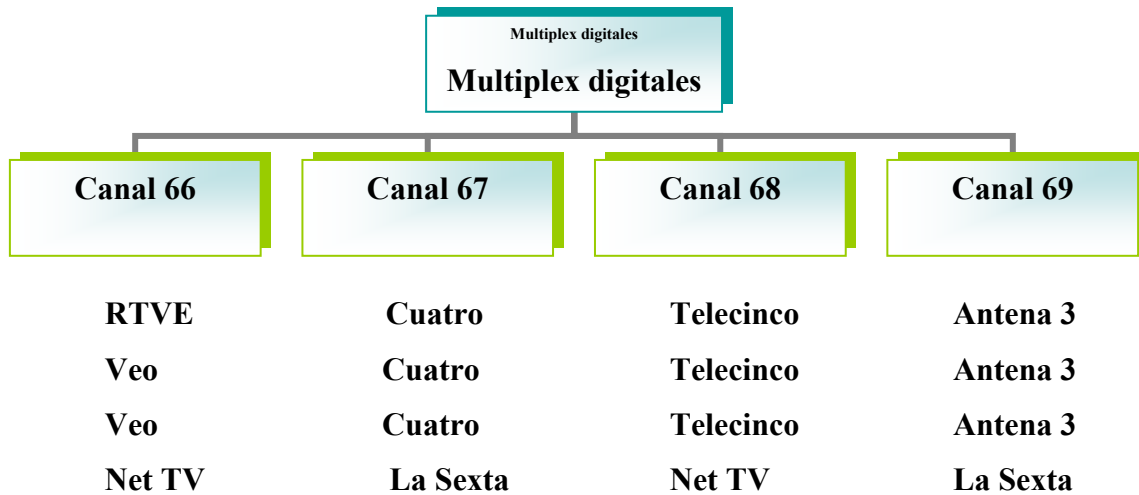 Multiplex digitales
Multiplex digitales
Canal 66 Canal 67 Canal 68 Canal 69
RTVE Cuatro Telecinco Antena 3
Veo Cuatro Telecinco Antena 3
Veo Cuatro Telecinco Antena 3
Net TV La Sexta Net TV La Sexta